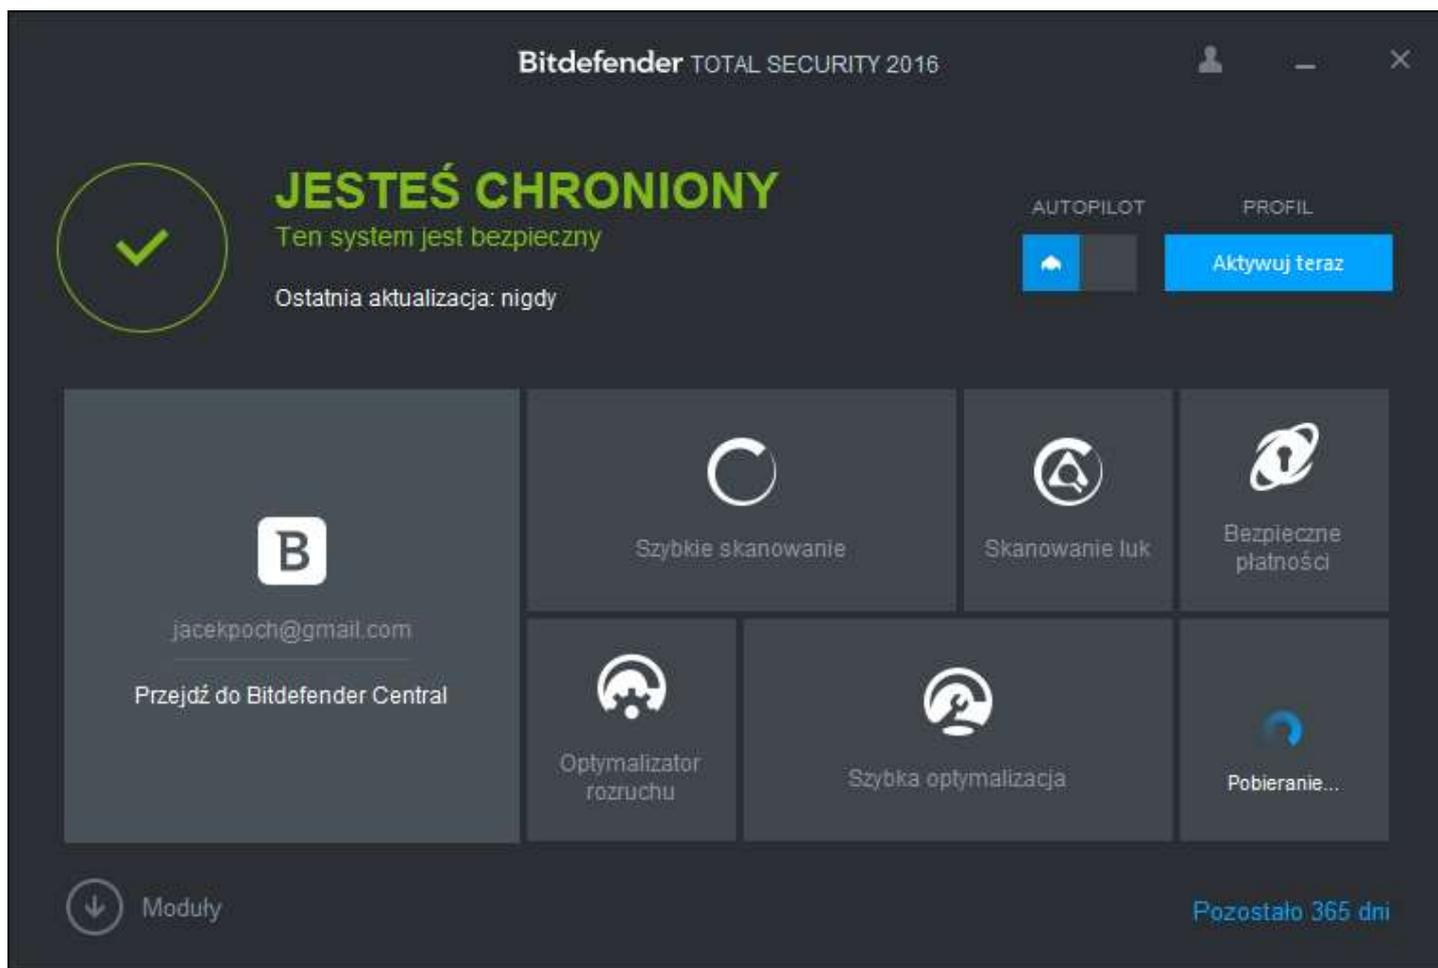 Bitdefender TOTAL SECURITY 2016
JESTEŚ CHRONIONY
Ten system jest bezpieczny
Ostatnia aktualizacja: nigdy
AUTOPILOT
PROFIL
Aktywuj teraz
B
jacekpoch@gmail.com
Przejdź do Bitdefender Central
Szybkie skanowanie
Skanowanie luk
Bezpieczne
płatności
Optymalizator
rozruchu
Szybka optymalizacja
Pobieranie...
Moduły
Pozostało 365 dni